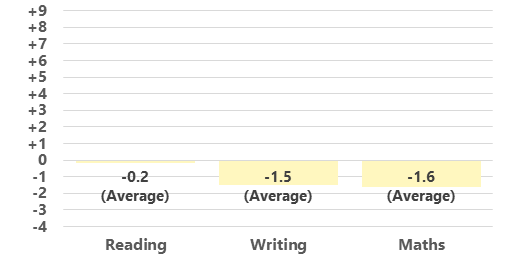 +9
+8
+7
+6
+5
+4
+3
+2
+1
0
-1
-2
-3
-4
-0.2
(Average)
-1.5
(Average)
-1.6
(Average)
Reading
Writing
Maths